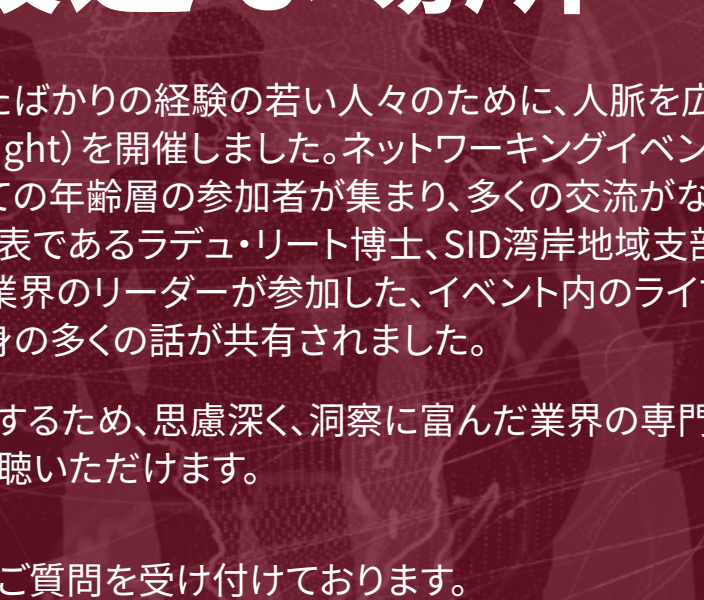 たばかりの経験の若い人々のために、人脈を広
ight）を開催しました。ネットワーキングイベン
ての年齢層の参加者が集まり、多くの交流がな
表であるラデュ・リート博士、SID湾岸地域支部
業界のリーダーが参加した、イベント内のライ
身の多くの話が共有されました。
するため、思慮深く、洞察に富んだ業界の専門
聴いただけます。
ご質問を受け付けております。